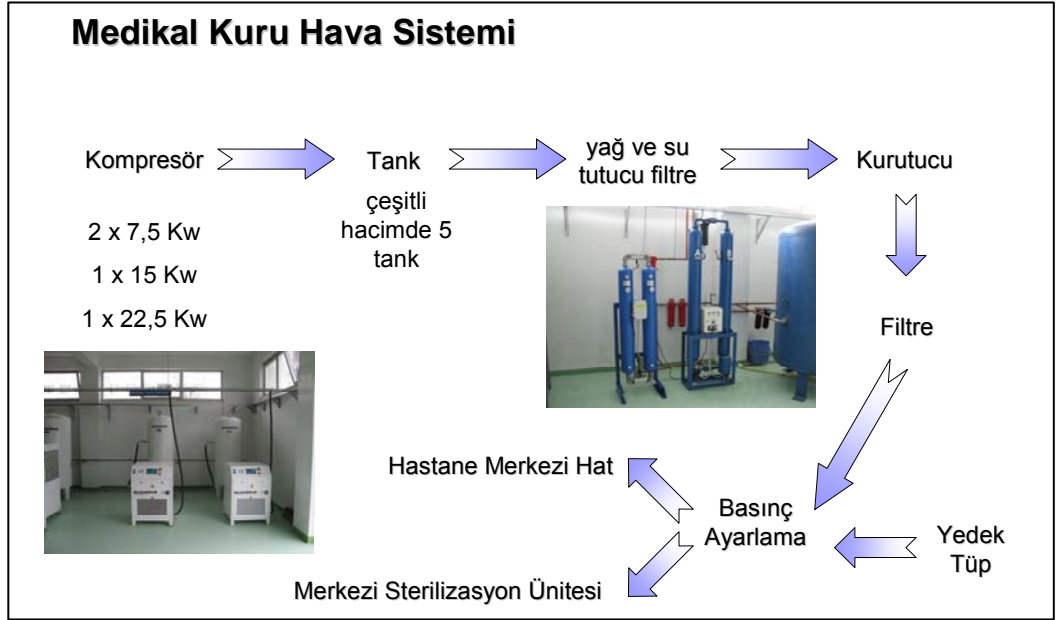 Medikal Kuru Hava Sistemi
Kompresör
2 x 7,5 Kw
1 x 15 Kw
1 x 22,5 Kw
Tank
çeşitli
hacimde 5
tank
yağ ve su
tutucu filtre
Kurutucu
Filtre
A
B
Hastane Merkezi Hat
Basınç
Ayarlama
Yedek
Tüp
Merkezi Sterilizasyon Ünitesi